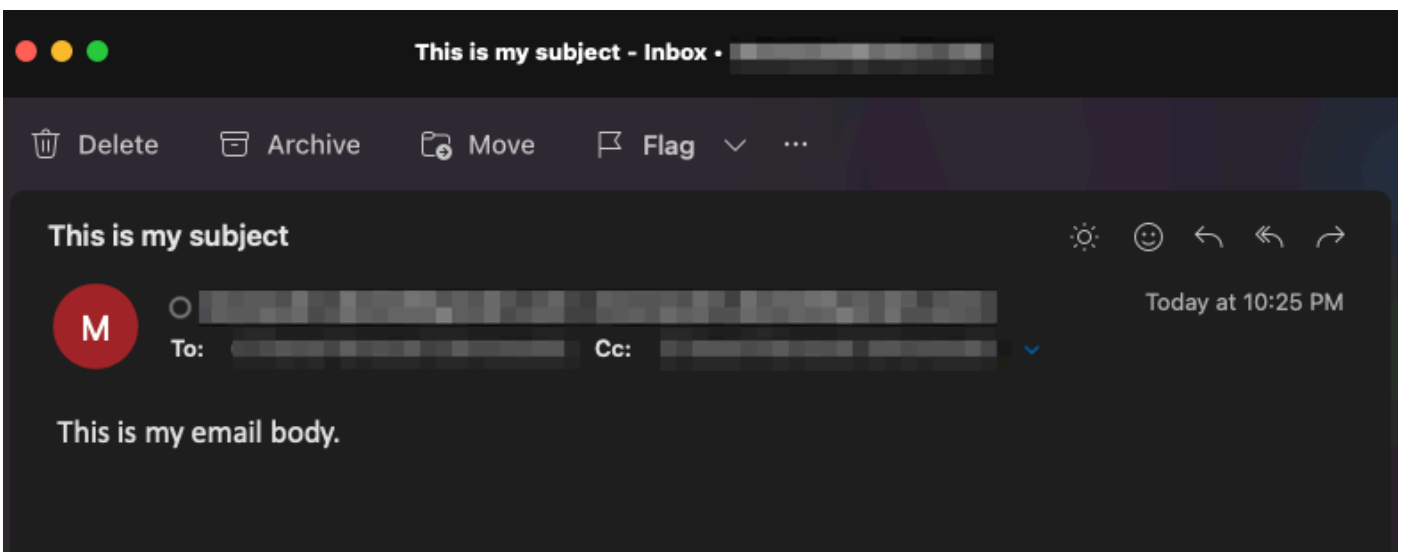 This is my subject - Inbox •
Delete Archive Move Flag ...
This is my subject
M
Today at 10:25 PM
To: Cc:
This is my email body.